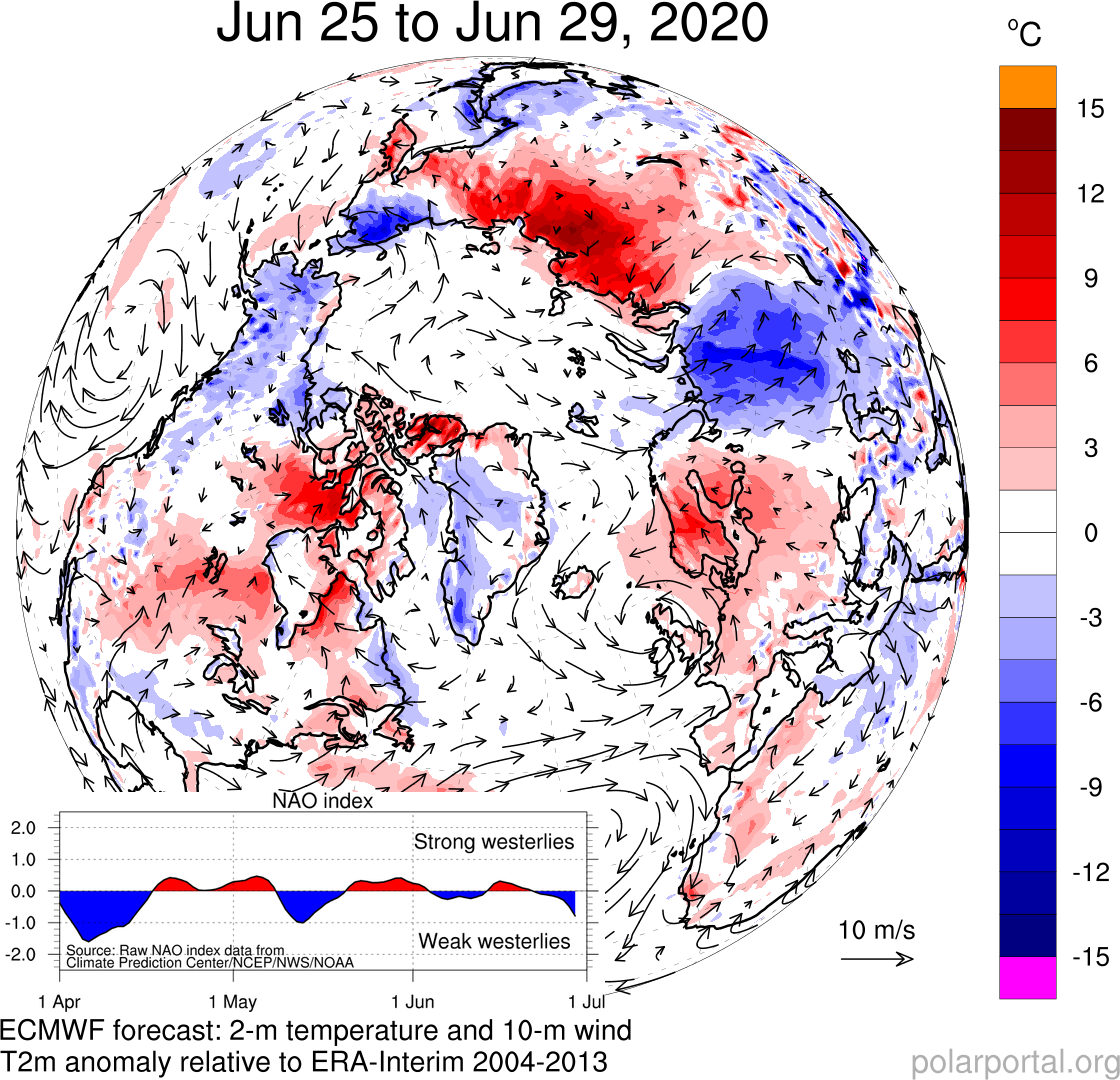 Jun 25 to Jun 29, 2020
oC
15
12
9
6
3
0
-3
-6
-9
-12
-15
10 m/s
NAO index
2.0
1.0
0.0
-1.0
-2.0
Strong westerlies
Weak westerlies
Source: Raw NAO index data from
Climate Prediction Center/NCEP/NWS/NOAA
1 Apr 1 May 1 Jun 1 Jul
ECMWF forecast: 2-m temperature and 10-m wind
T2m anomaly relative to ERA-Interim 2004-2013
polarportal.org